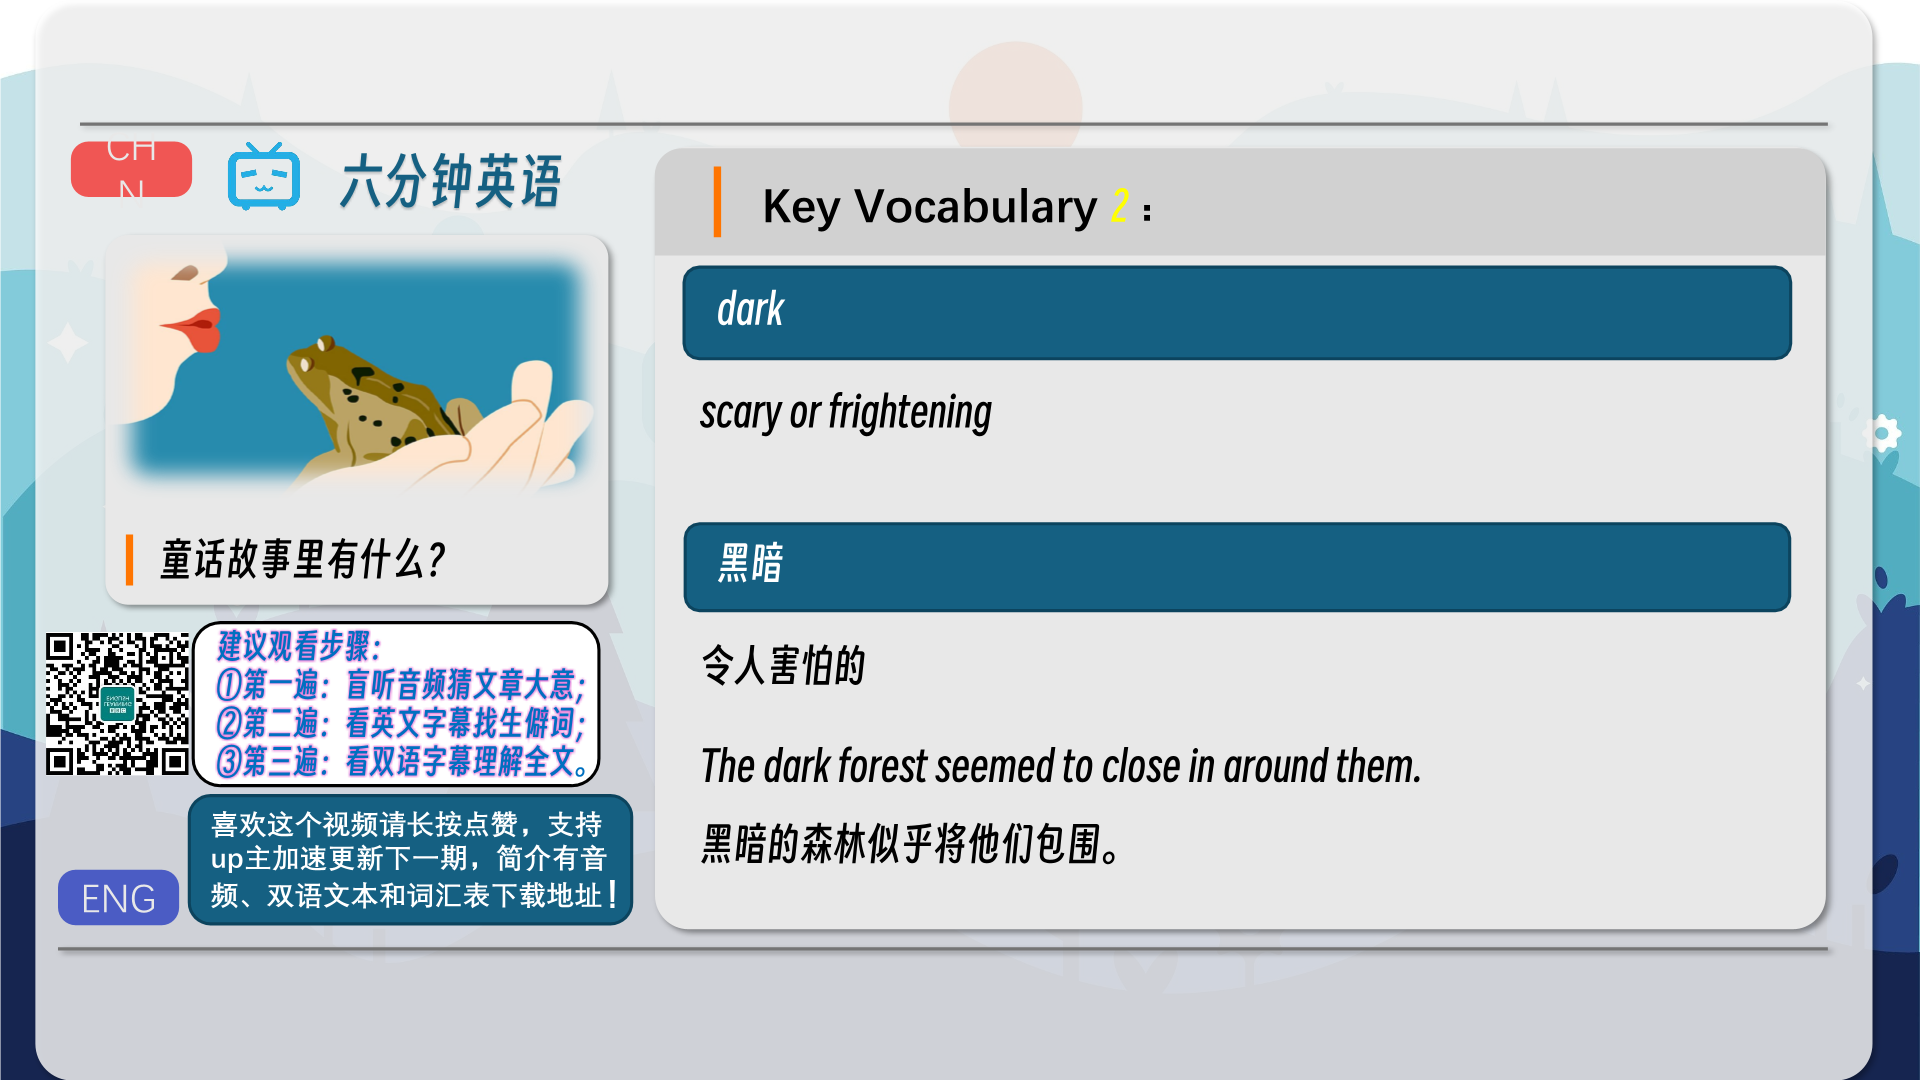 CH
N
六分钟英语
童话故事里有什么?
建议观看步骤:
①第一遍：盲听音频猜文章大意;
②第二遍：看英文字幕找生僻词;
③第三遍：看双语字幕理解全文。
喜欢这个视频请长按点赞，支持
up主加速更新下一期，简介有音
频、双语文本和词汇表下载地址！
ENG
Key Vocabulary 2：
dark
scary or frightening
黑暗
令人害怕的
The dark forest seemed to close in around them.
黑暗的森林似乎将他们包围。